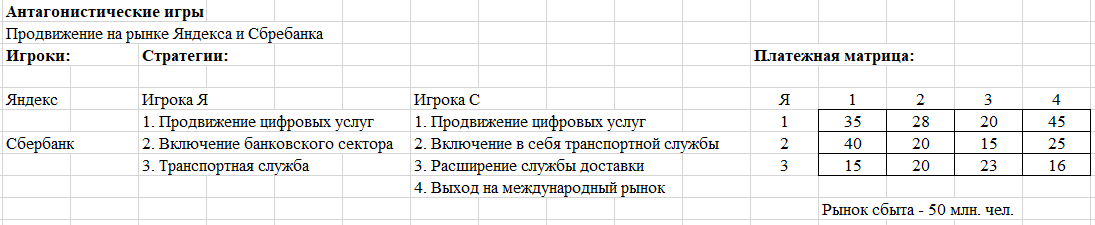 Антагонистические игры
Продвижение на рынке Яндекса и Сбребанка
Игроки: Стратегии: Платежная матрица:
Яндекс Игрока Я Игрока С Я 1 2 3 4
1. Продвижение цифровых услуг 1. Продвижение цифровых услуг 1 35 28 20 45
Сбербанк 2. Включение банковского сектора 2. Включение в себя транспортной службы 2 40 20 15 25
3. Транспортная служба 3. Расширение службы доставки 3 15 20 23 16
4. Выход на международный рынок
Рынок сбыта - 50 млн. чел.